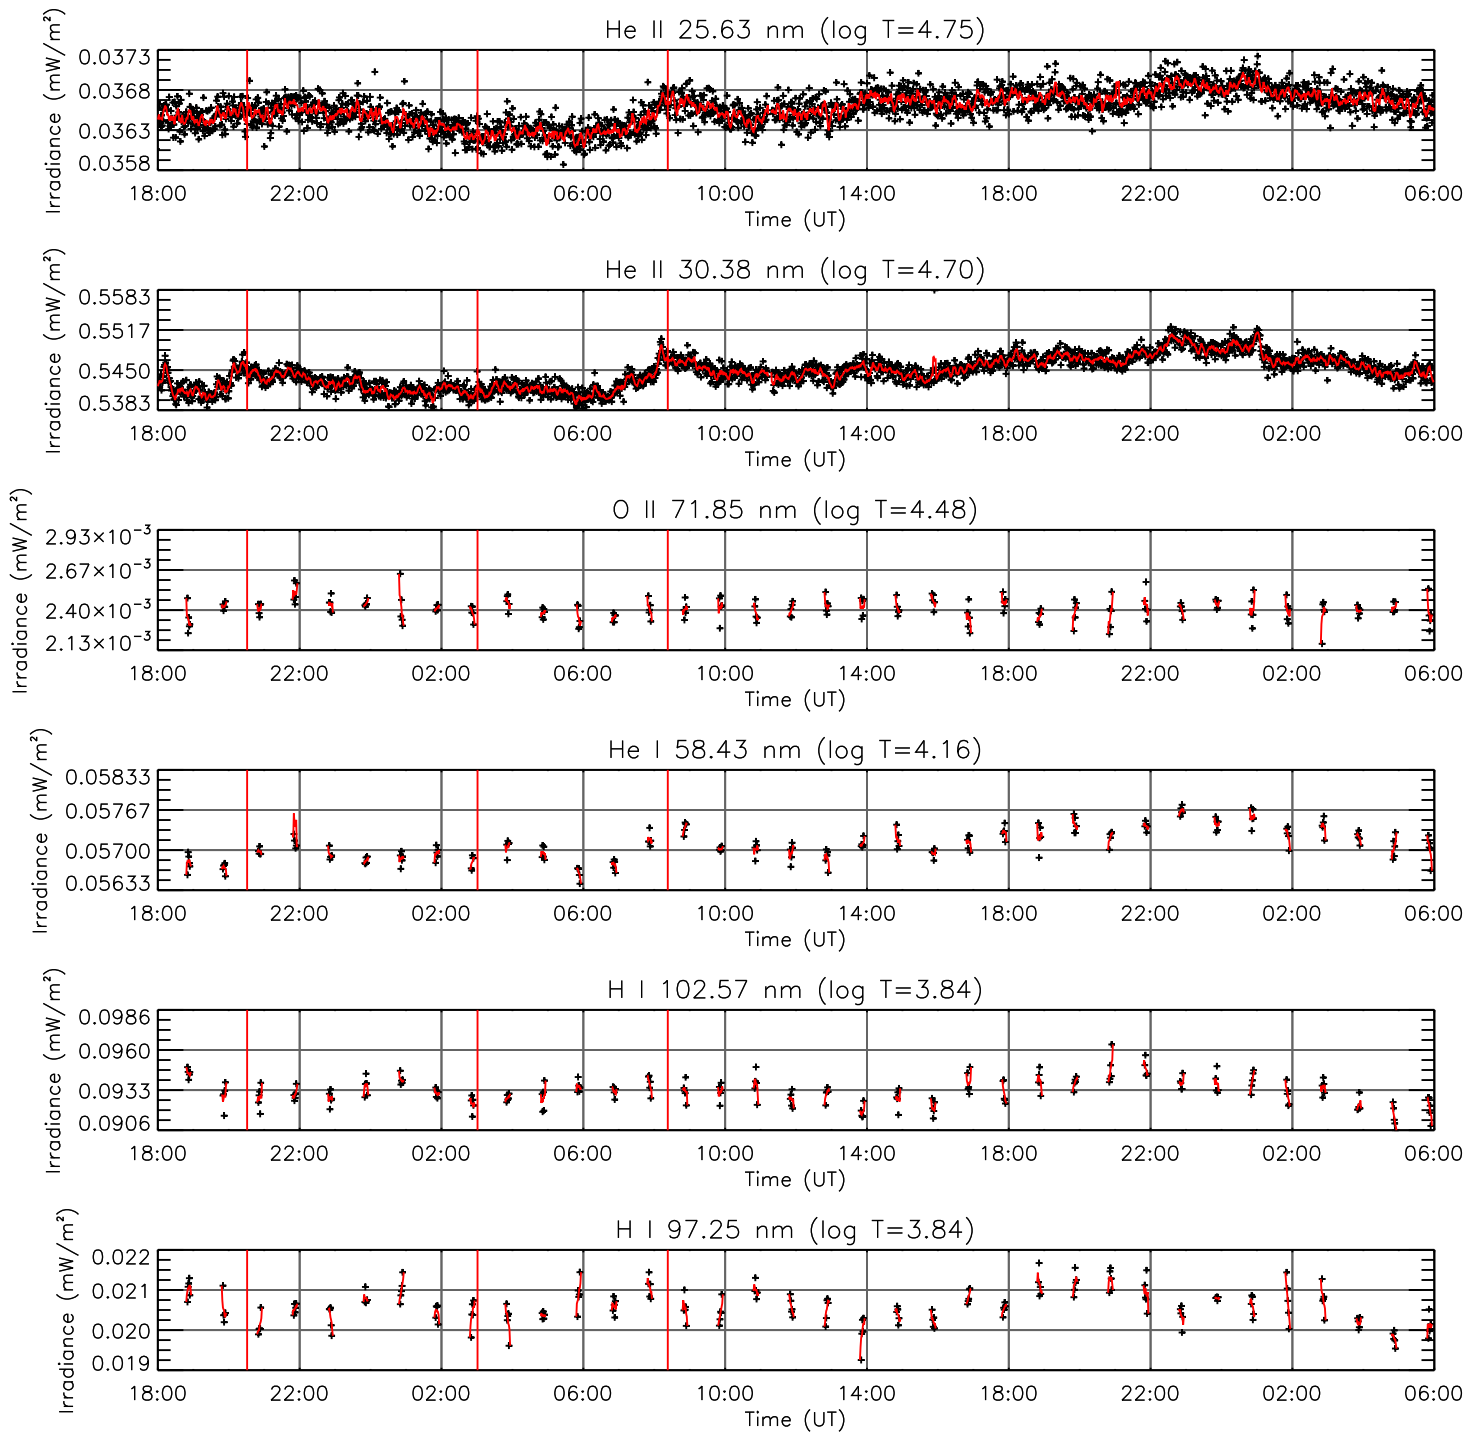 He II 25.63 nm (log T=4.75)
Irradiance (mW/m²)
0.0373
0.0368
0.0363
0.0358
18:00 22:00 02:00 06:00 10:00 14:00 18:00 22:00 02:00 06:00
Time (UT)
He II 30.38 nm (log T=4.70)
Irradiance (mW/m²)
0.5583
0.5517
0.5450
0.5383
18:00 22:00 02:00 06:00 10:00 14:00 18:00 22:00 02:00 06:00
Time (UT)
O II 71.85 nm (log T=4.48)
Irradiance (mW/m²)
2.93×10⁻³
2.67×10⁻³
2.40×10⁻³
2.13×10⁻³
18:00 22:00 02:00 06:00 10:00 14:00 18:00 22:00 02:00 06:00
Time (UT)
He I 58.43 nm (log T=4.16)
Irradiance (mW/m²)
0.05833
0.05767
0.05700
0.05633
18:00 22:00 02:00 06:00 10:00 14:00 18:00 22:00 02:00 06:00
Time (UT)
H I 102.57 nm (log T=3.84)
Irradiance (mW/m²)
0.0986
0.0960
0.0933
0.0906
18:00 22:00 02:00 06:00 10:00 14:00 18:00 22:00 02:00 06:00
Time (UT)
H I 97.25 nm (log T=3.84)
Irradiance (mW/m²)
0.022
0.021
0.020
0.019
18:00 22:00 02:00 06:00 10:00 14:00 18:00 22:00 02:00 06:00
Time (UT)